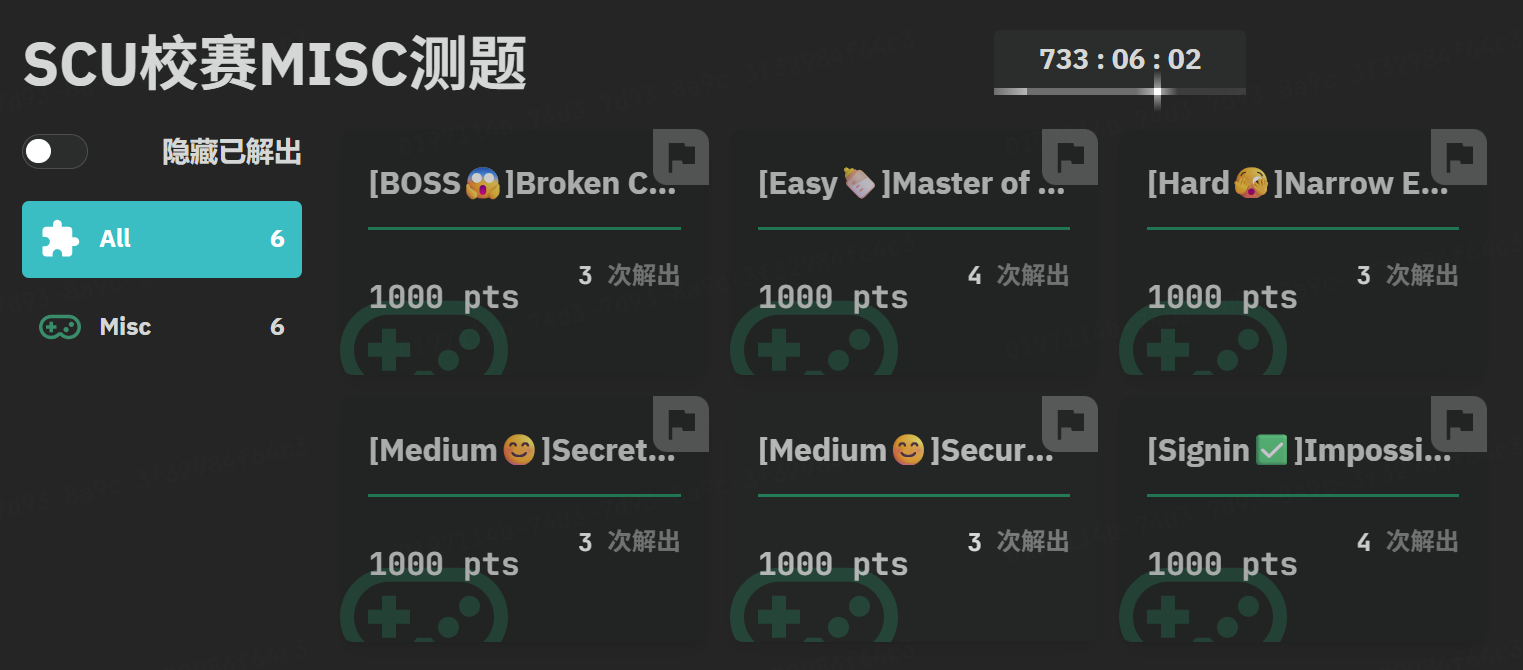 SCU校赛MISC测题
733 : 06 : 02
隐藏已解出
All 6
Misc 6
[BOSS😱]Broken C...
3 次解出
1000 pts
[Easy🍼]Master of ...
4 次解出
1000 pts
[Hard🫣]Narrow E...
3 次解出
1000 pts
[Medium😊]Secret...
3 次解出
1000 pts
[Medium😊]Secur...
3 次解出
1000 pts
[Signin✅]Impossi...
4 次解出
1000 pts